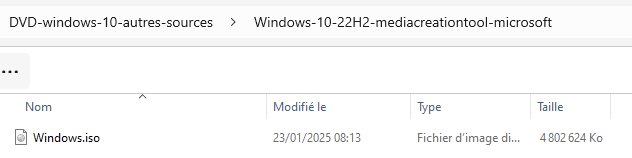 DVD-windows-10-autres-sources > Windows-10-22H2-mediacreationtool-microsoft
...
Nom Modifié le Type Taille
Windows.iso 23/01/2025 08:13 Fichier d’image di... 4 802 624 Ko